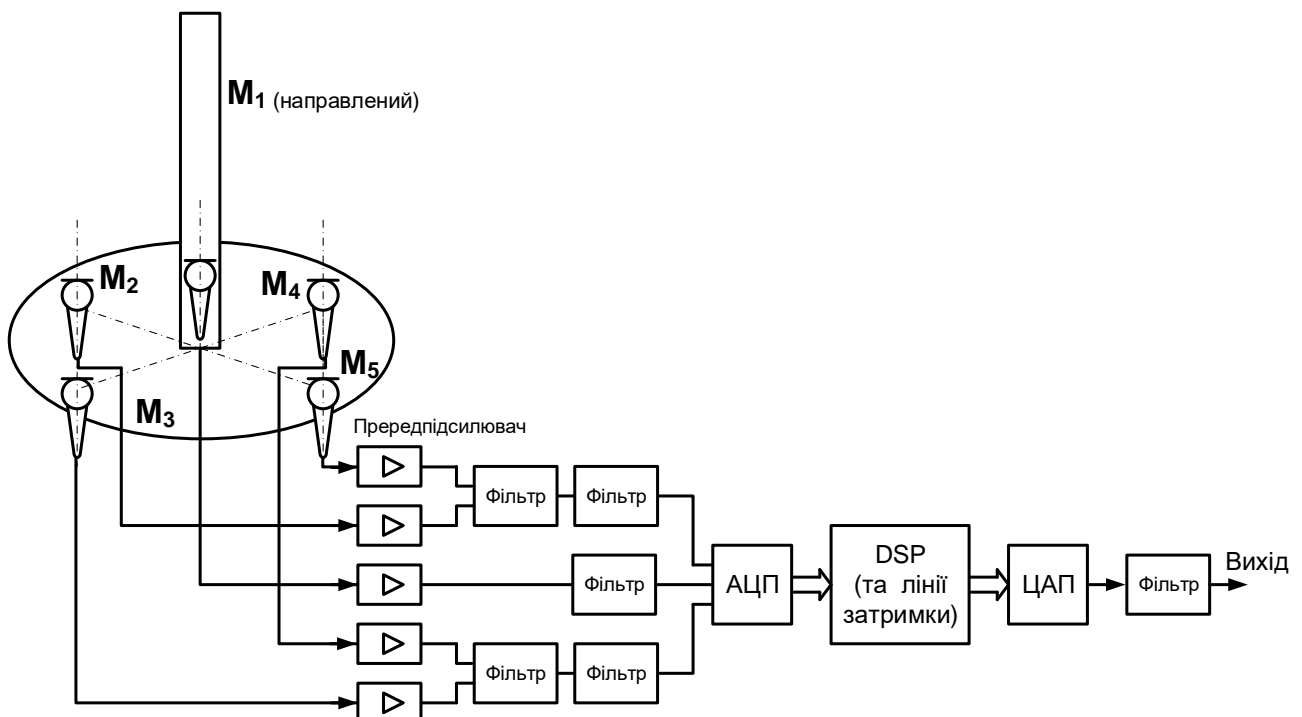 M1 (направлений)
M2
M4
M5
M3
Прередпідсилювач
Фільтр
Фільтр
Фільтр
АЦП
DSP
(та лінії
затримки)
ЦАП
Фільтр
Вихід
Фільтр
Фільтр